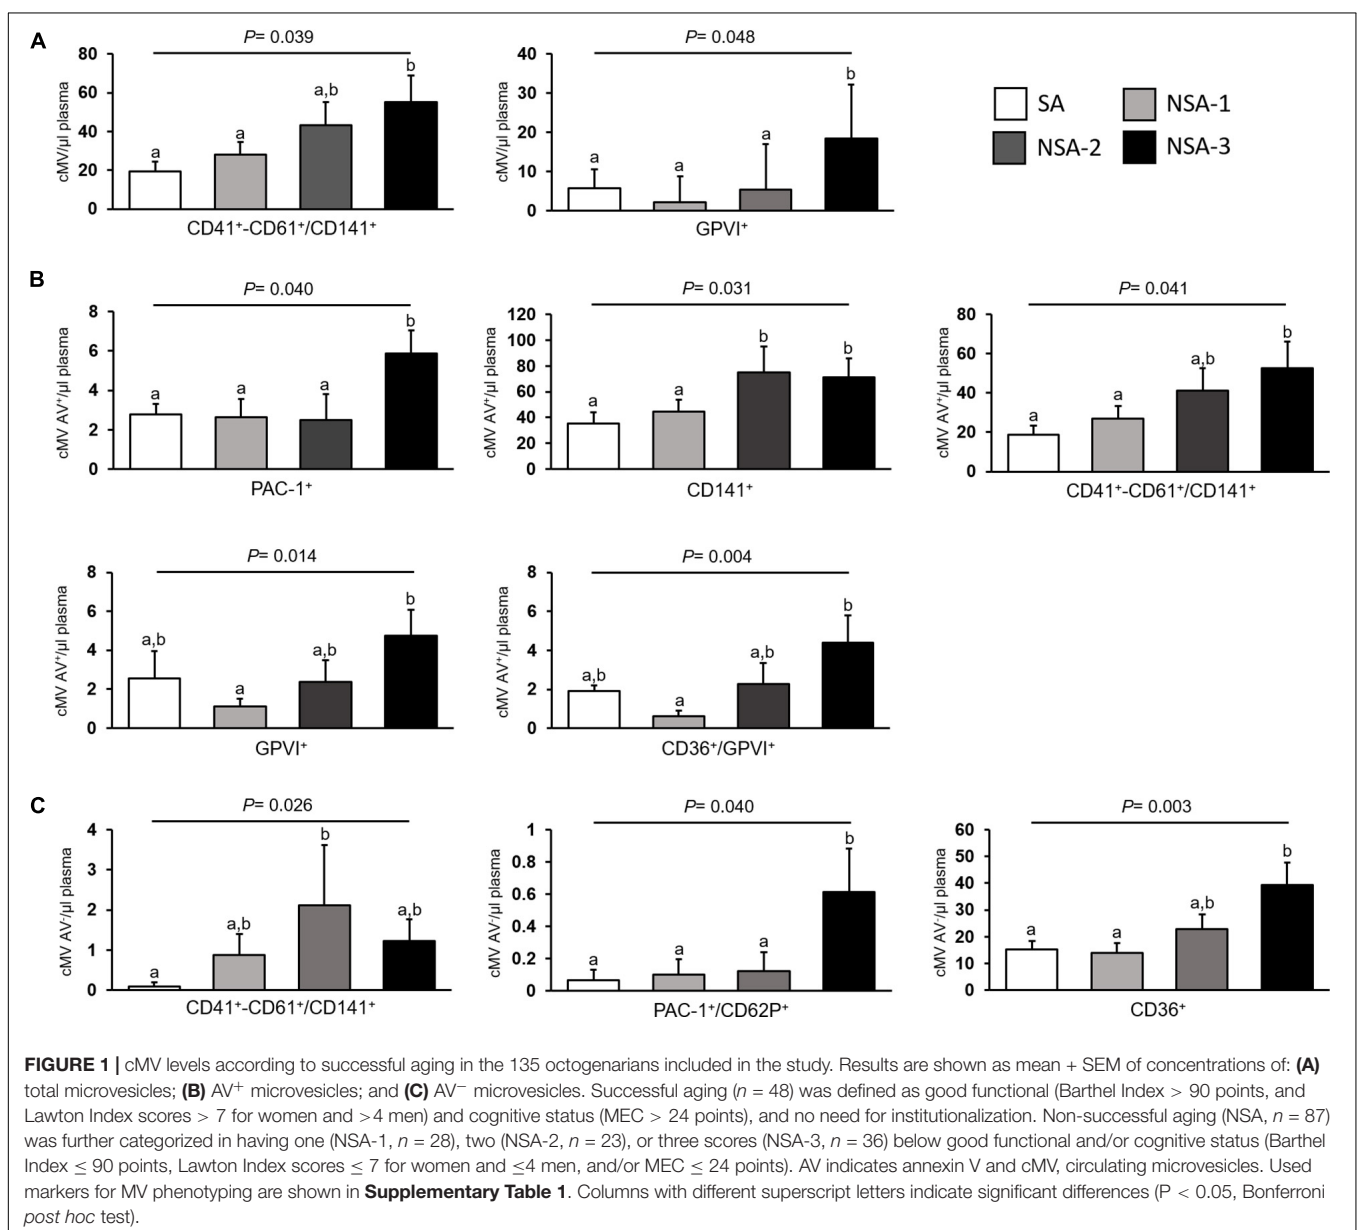 A
P= 0.039
80
60
40
20
0
cMV/µl plasma
a
a
a,b
b
CD41⁺-CD61⁺/CD141⁺
P= 0.048
40
30
20
10
0
cMV/µl plasma
a
a
a
b
GPVI⁺
SA
NSA-1
NSA-2
NSA-3
B
P= 0.040
8
6
4
2
0
cMV AV⁺/µl plasma
a
a
a
b
PAC-1⁺
P= 0.031
120
100
80
60
40
20
0
cMV AV⁺/µl plasma
a
a
b
b
CD141⁺
P= 0.041
80
60
40
20
0
cMV AV⁺/µl plasma
a
a
a,b
b
CD41⁺-CD61⁺/CD141⁺
P= 0.014
8
6
4
2
0
cMV AV⁺/µl plasma
a,b
a
a,b
b
GPVI⁺
P= 0.004
8
6
4
2
0
cMV AV⁺/µl plasma
a,b
a
a,b
b
CD36⁺/GPVI⁺
C
P= 0.026
4
3
2
1
0
cMV AV⁻/µl plasma
a
a,b
b
a,b
CD41⁺-CD61⁺/CD141⁺
P= 0.040
1
0.8
0.6
0.4
0.2
0
cMV AV⁻/µl plasma
a
a
a
b
PAC-1⁺/CD62P⁺
P= 0.003
60
50
40
30
20
10
0
cMV AV⁻/µl plasma
a
a
a,b
b
CD36⁺
FIGURE 1 | cMV levels according to successful aging in the 135 octogenarians included in the study. Results are shown as mean + SEM of concentrations of: (A)
total microvesicles; (B) AV⁺ microvesicles; and (C) AV⁻ microvesicles. Successful aging (n = 48) was defined as good functional (Barthel Index > 90 points, and
Lawton Index scores > 7 for women and >4 men) and cognitive status (MEC > 24 points), and no need for institutionalization. Non-successful aging (NSA, n = 87)
was further categorized in having one (NSA-1, n = 28), two (NSA-2, n = 23), or three scores (NSA-3, n = 36) below good functional and/or cognitive status (Barthel
Index ≤ 90 points, Lawton Index scores ≤ 7 for women and ≤4 men, and/or MEC ≤ 24 points). AV indicates annexin V and cMV, circulating microvesicles. Used
markers for MV phenotyping are shown in Supplementary Table 1. Columns with different superscript letters indicate significant differences (P < 0.05, Bonferroni
post hoc test).